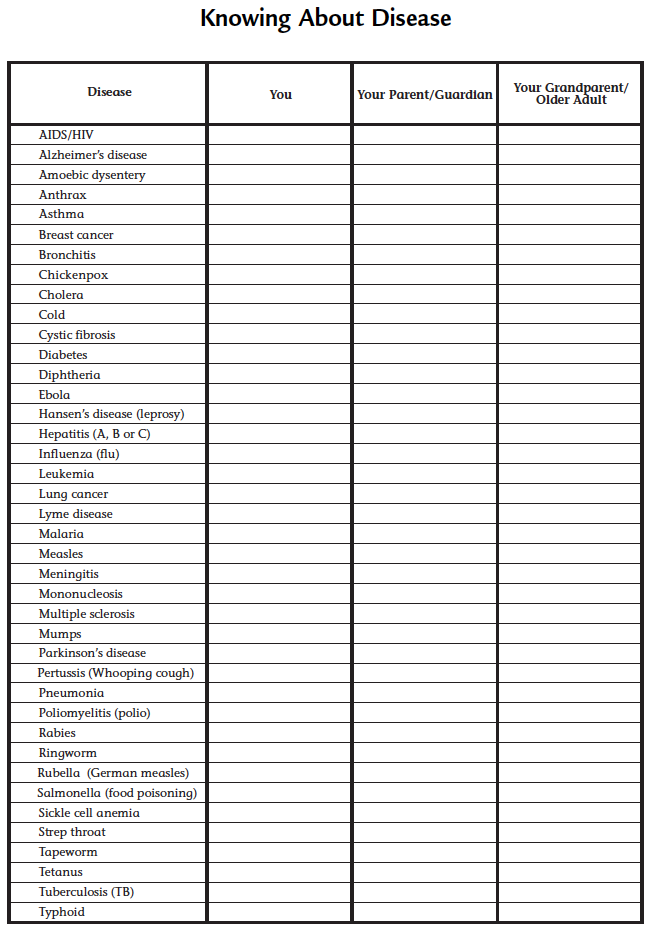 Knowing About Disease
Disease
You
Your Parent/Guardian
Your Grandparent/
Older Adult
AIDS/HIV
Alzheimer's disease
Amoebic dysentery
Anthrax
Asthma
Breast cancer
Bronchitis
Chickenpox
Cholera
Cold
Cystic fibrosis
Diabetes
Diphtheria
Ebola
Hansen's disease (leprosy)
Hepatitis (A, B or C)
Influenza (flu)
Leukemia
Lung cancer
Lyme disease
Malaria
Measles
Meningitis
Mononucleosis
Multiple sclerosis
Mumps
Parkinson's disease
Pertussis (Whooping cough)
Pneumonia
Poliomyelitis (polio)
Rabies
Ringworm
Rubella (German measles)
Salmonella (food poisoning)
Sickle cell anemia
Strep throat
Tapeworm
Tetanus
Tuberculosis (TB)
Typhoid